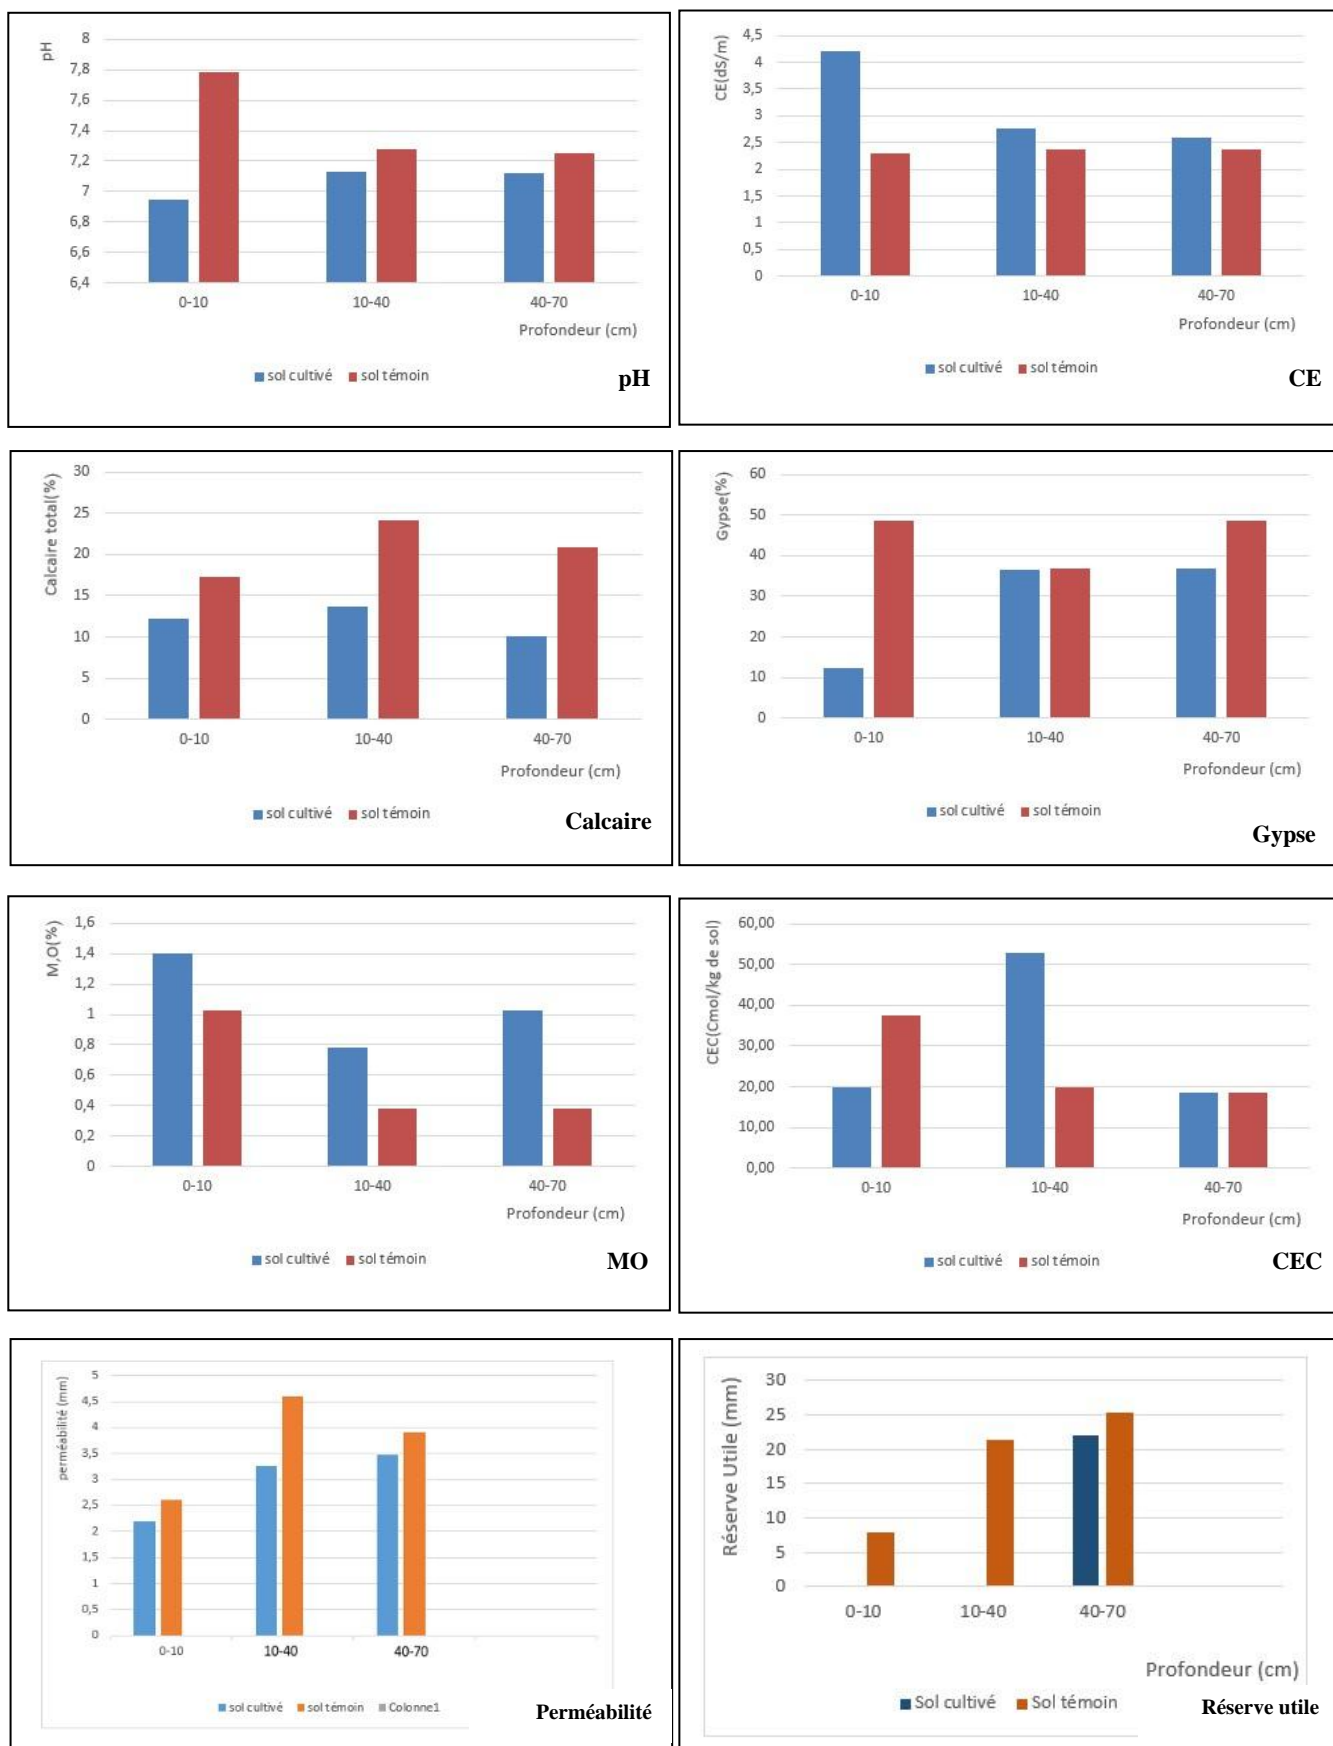 pH
8
7,8
7,6
7,4
7,2
7
6,8
6,6
6,4
0-10
10-40
40-70
Profondeur (cm)
sol cultivé
sol témoin
pH
CE(dS/m)
4,5
4
3,5
3
2,5
2
1,5
1
0,5
0
0-10
10-40
40-70
Profondeur (cm)
sol cultivé
sol témoin
CE
Calcaire total(%)
30
25
20
15
10
5
0
0-10
10-40
40-70
Profondeur (cm)
sol cultivé
sol témoin
Calcaire
Gypse(%)
60
50
40
30
20
10
0
0-10
10-40
40-70
Profondeur (cm)
sol cultivé
sol témoin
Gypse
M,O(%)
1,6
1,4
1,2
1
0,8
0,6
0,4
0,2
0
0-10
10-40
40-70
Profondeur (cm)
sol cultivé
sol témoin
MO
CEC(Cmol/kg de sol)
60,00
50,00
40,00
30,00
20,00
10,00
0,00
0-10
10-40
40-70
Profondeur (cm)
sol cultivé
sol témoin
CEC
perméabilité (mm)
5
4,5
4
3,5
3
2,5
2
1,5
1
0,5
0
0-10
10-40
40-70
sol cultivé
sol témoin
Colonne1
Perméabilité
Réserve Utile (mm)
30
25
20
15
10
5
0
0-10
10-40
40-70
Profondeur (cm)
Sol cultivé
Sol témoin
Réserve utile